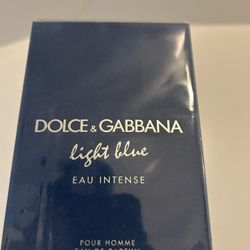 DOLCE & GABBANA
light blue
EAU INTENSE
POUR HOMME
EAU DE PARFUM